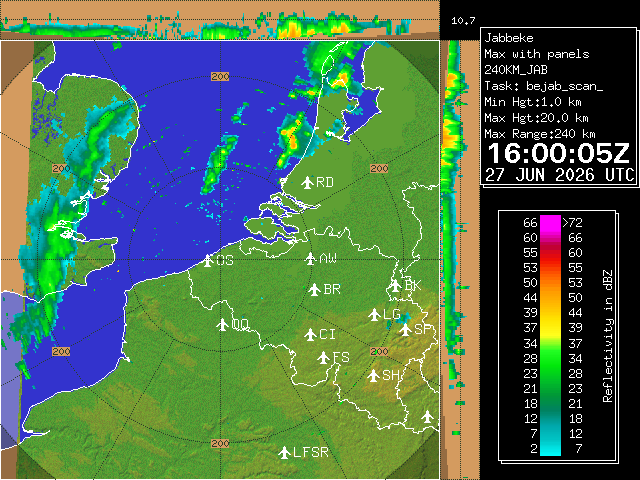 10.7
Jabbeke
Max with panels
240KM_JAB
Task: bejab_scan_
Min Hgt:1.0 km
Max Hgt:20.0 km
Max Range:240 km
16:00:05Z
27 JUN 2026 UTC
200
200
200
RD
OS
AW
BR
BK
LG
QO
CI
SP
FS
200
200
SH
200
LFSR
66 >72
60 66
55 60
53 55
50 53
44 50
39 44
37 39
34 37
28 34
24 28
23 24
21 23
18 21
12 18
7 12
2 7
Reflectivity in dBZ